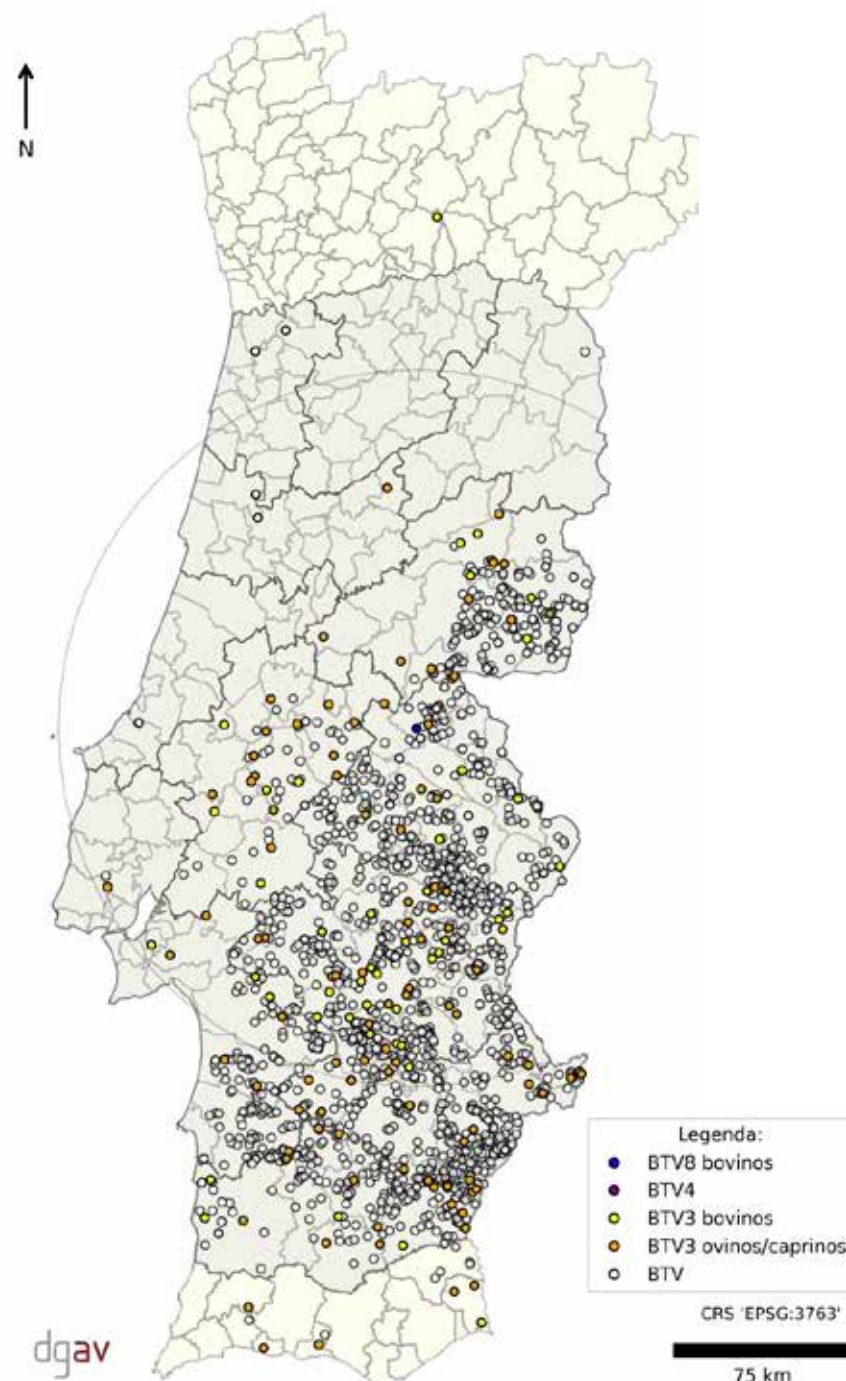 N
Legenda:
BTV8 bovinos
BTV4
BTV3 bovinos
BTV3 ovinos/caprinos
BTV
CRS 'EPSG:3763'
dgav
75 km